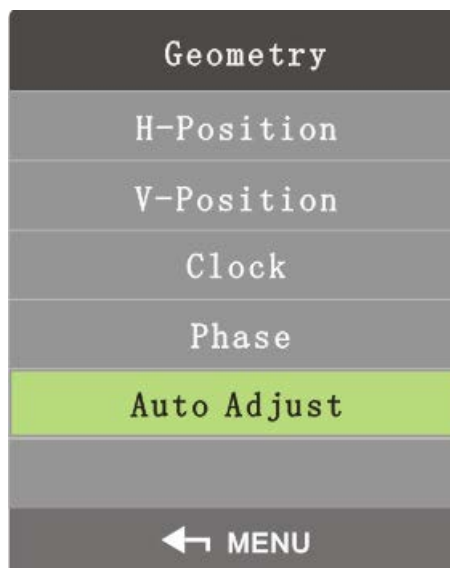 Geometry
H-Position
V-Position
Clock
Phase
Auto Adjust
MENU